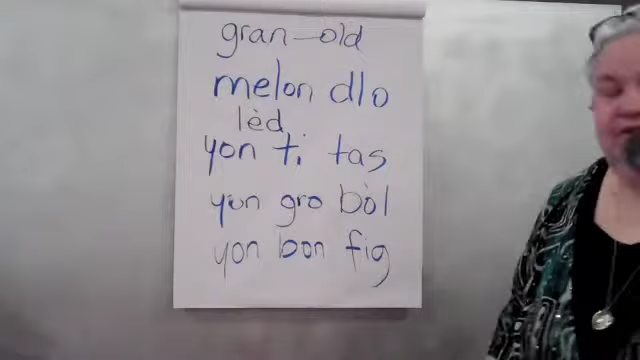 gran-old
melon dlo
lèd
yon ti tas
yon gro bòl
yon bon fig